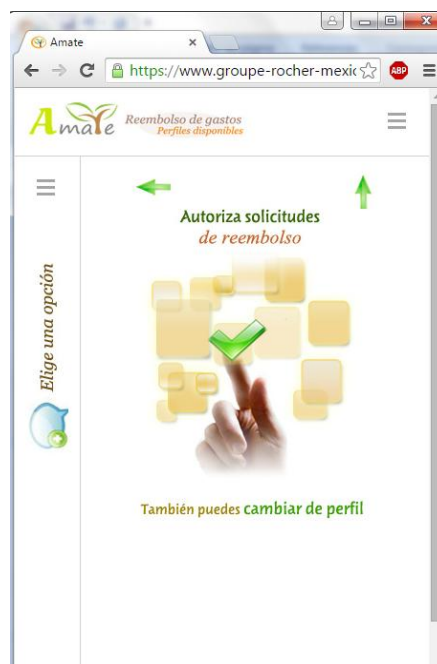 Amate
https://www.groupe-rocher-mexic
ABP
Amate
Reembolso de gastos
Perfiles disponibles
Elige una opción
Autoriza solicitudes
de reembolso
También puedes cambiar de perfil